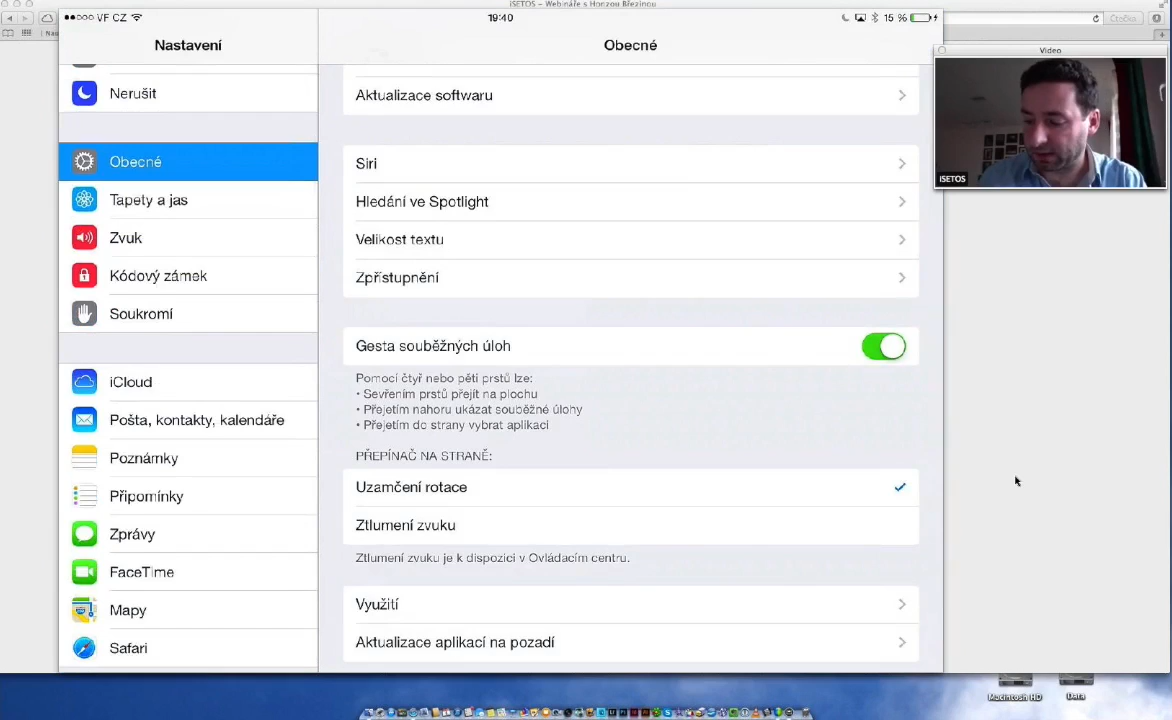 iSETOS – Webináře s Honzou Březinou
Čtečka
VF CZ
19:40
15 %
Video
iSETOS
Nastavení
Nerušit
Obecné
Tapety a jas
Zvuk
Kódový zámek
Soukromí
iCloud
Pošta, kontakty, kalendáře
Poznámky
Připomínky
Zprávy
FaceTime
Mapy
Safari
Obecné
Aktualizace softwaru
Siri
Hledání ve Spotlight
Velikost textu
Zpřístupnění
Gesta souběžných úloh
Pomocí čtyř nebo pěti prstů lze:
• Sevřením prstů přejít na plochu
• Přejetím nahoru ukázat souběžné úlohy
• Přejetím do strany vybrat aplikaci
PŘEPÍNAČ NA STRANĚ:
Uzamčení rotace
Ztlumení zvuku
Ztlumení zvuku je k dispozici v Ovládacím centru.
Využití
Aktualizace aplikací na pozadí
Macintosh HD
Data